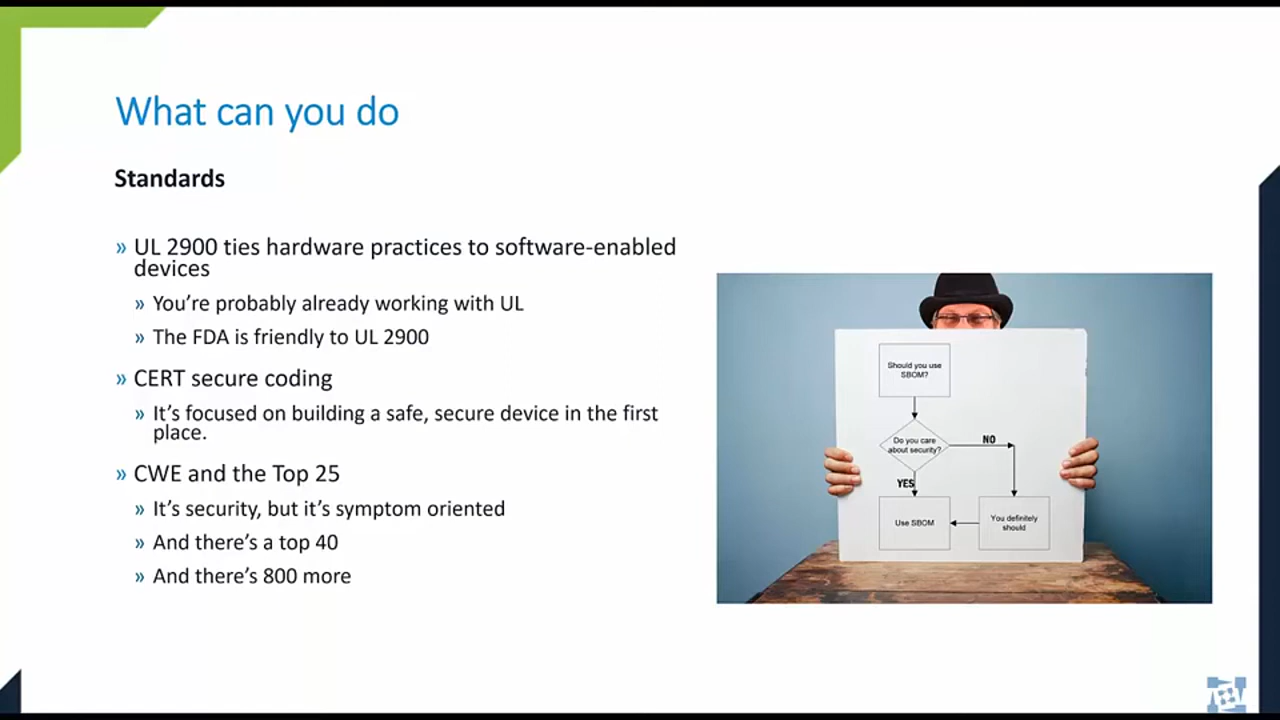 What can you do
Standards
» UL 2900 ties hardware practices to software-enabled
devices
» You’re probably already working with UL
» The FDA is friendly to UL 2900
» CERT secure coding
» It’s focused on building a safe, secure device in the first
place.
» CWE and the Top 25
» It’s security, but it’s symptom oriented
» And there’s a top 40
» And there’s 800 more
Should you use
SBOM?
Do you care
about security?
NO
YES
Use SBOM
You definitely
should